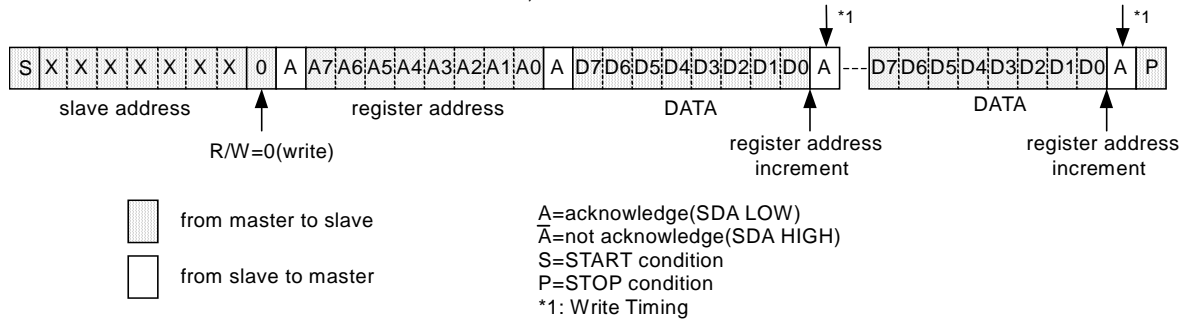 *1 *1
S X X X X X X X 0 A A7 A6 A5 A4 A3 A2 A1 A0 A D7 D6 D5 D4 D3 D2 D1 D0 A ---- D7 D6 D5 D4 D3 D2 D1 D0 A P
slave address register address DATA DATA
R/W=0(write)
register address
increment
register address
increment
from master to slave
from slave to master
A=acknowledge(SDA LOW)
A̅=not acknowledge(SDA HIGH)
S=START condition
P=STOP condition
*1: Write Timing